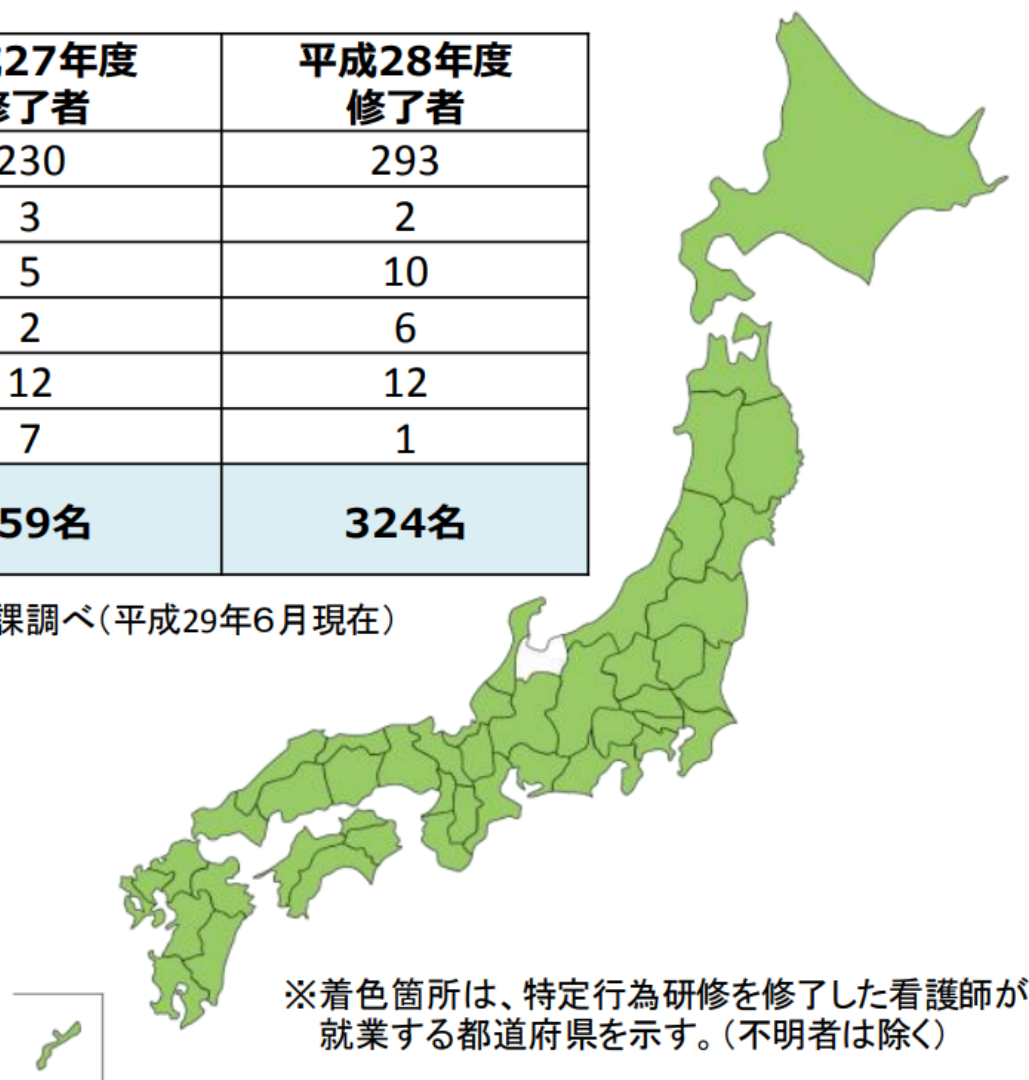 27年度 平成28年度
了者 修了者
230 293
3 2
5 10
2 6
12 12
7 1
59名 324名
課調べ(平成29年6月現在)
※着色箇所は、特定行為研修を修了した看護師が
就業する都道府県を示す。(不明者は除く)